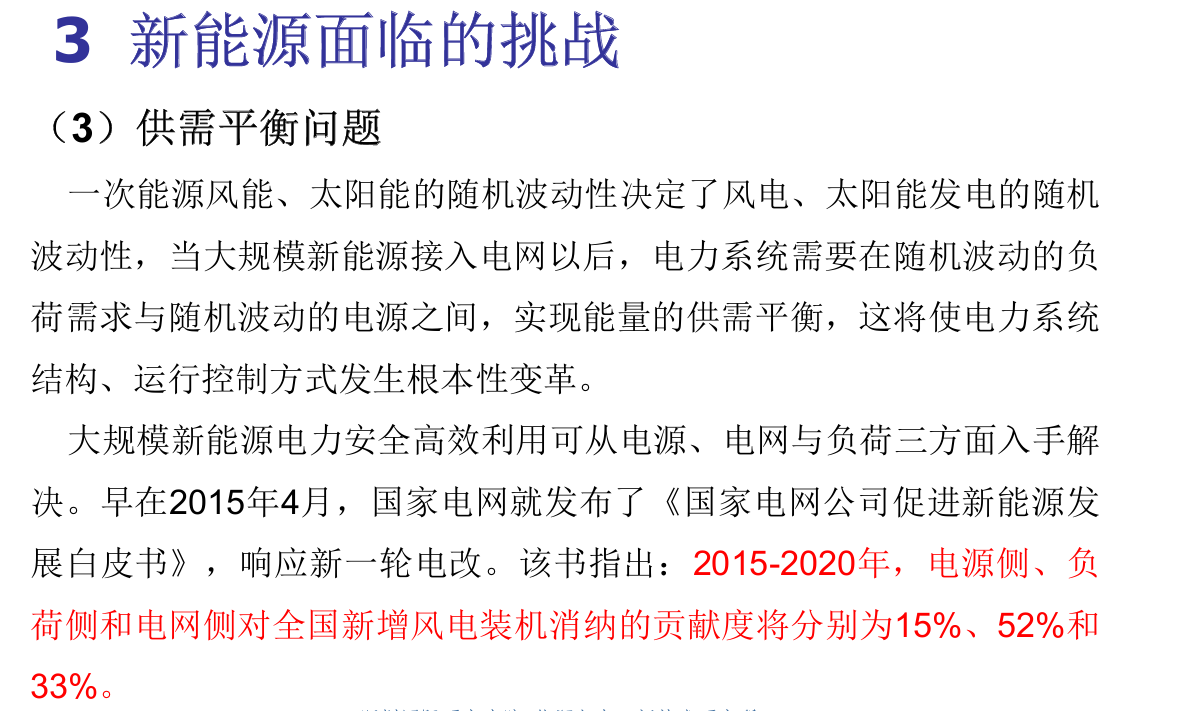 3 新能源面临的挑战
（3）供需平衡问题
一次能源风能、太阳能的随机波动性决定了风电、太阳能发电的随机
波动性，当大规模新能源接入电网以后，电力系统需要在随机波动的负
荷需求与随机波动的电源之间，实现能量的供需平衡，这将使电力系统
结构、运行控制方式发生根本性变革。
大规模新能源电力安全高效利用可从电源、电网与负荷三方面入手解
决。早在2015年4月，国家电网就发布了《国家电网公司促进新能源发
展白皮书》，响应新一轮电改。该书指出：2015-2020年，电源侧、负
荷侧和电网侧对全国新增风电装机消纳的贡献度将分别为15%、52%和
33%。